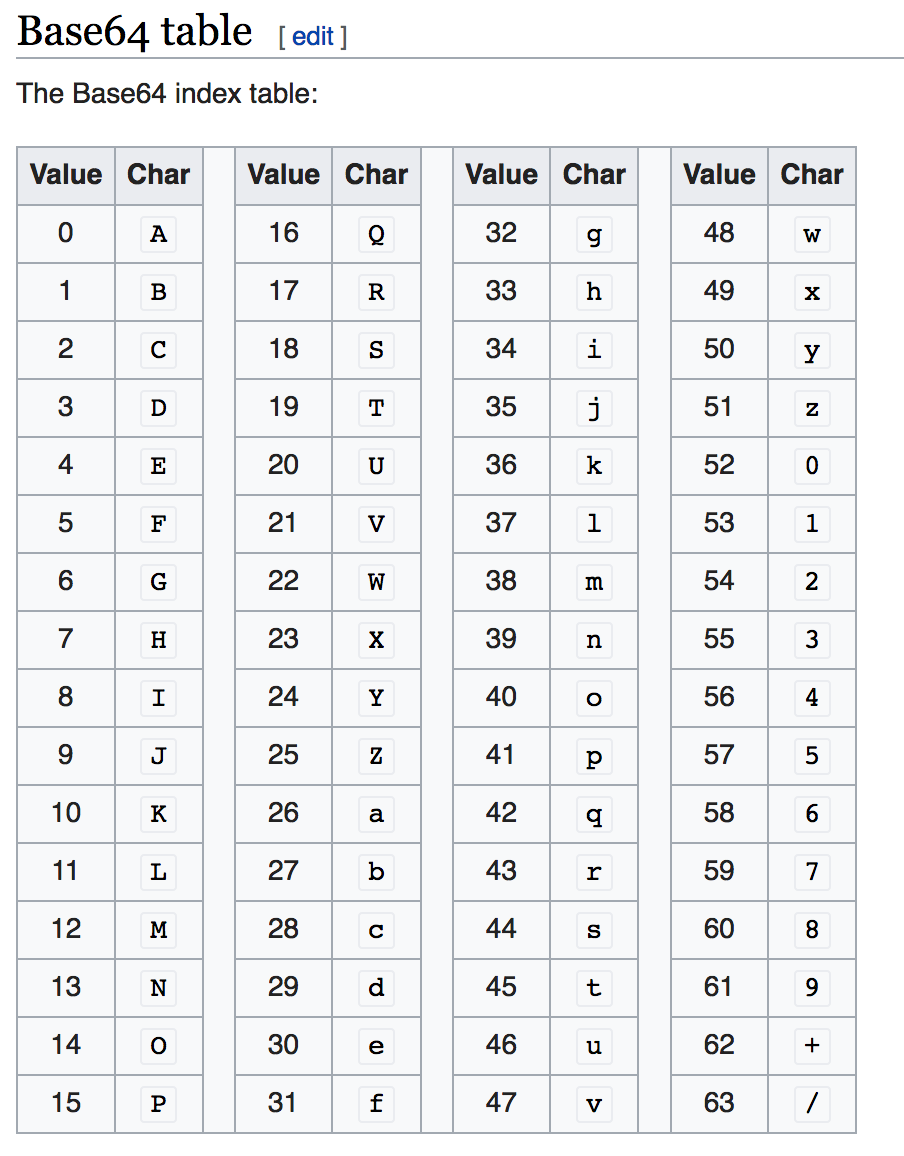 Base64 table [ edit ]
The Base64 index table:
Value Char Value Char Value Char Value Char
0 A 16 Q 32 g 48 w
1 B 17 R 33 h 49 x
2 C 18 S 34 i 50 y
3 D 19 T 35 j 51 z
4 E 20 U 36 k 52 0
5 F 21 V 37 l 53 1
6 G 22 W 38 m 54 2
7 H 23 X 39 n 55 3
8 I 24 Y 40 o 56 4
9 J 25 Z 41 p 57 5
10 K 26 a 42 q 58 6
11 L 27 b 43 r 59 7
12 M 28 c 44 s 60 8
13 N 29 d 45 t 61 9
14 O 30 e 46 u 62 +
15 P 31 f 47 v 63 /